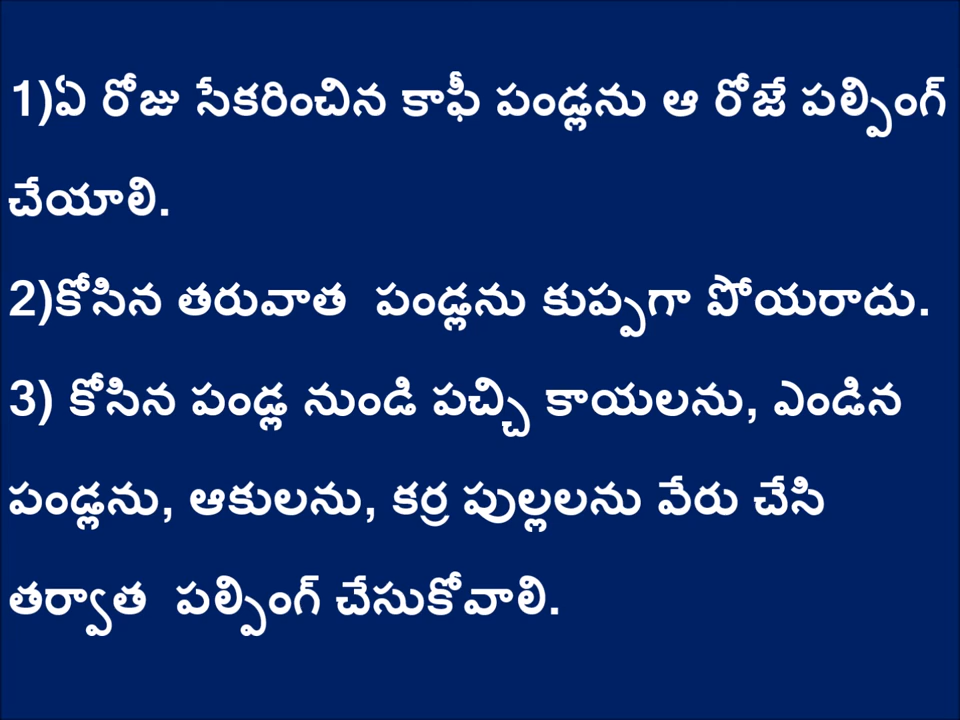 1)ఏ రోజు సేకరించిన కాఫీ పండ్లను ఆ రోజే పల్పింగ్
చేయాలి.
2)కోసిన తరువాత  పండ్లను కుప్పగా పోయరాదు.
3) కోసిన పండ్ల నుండి పచ్చి కాయలను, ఎండిన
పండ్లను, ఆకులను, కర్ర పుల్లలను వేరు చేసి
తర్వాత  పల్పింగ్ చేసుకోవాలి.